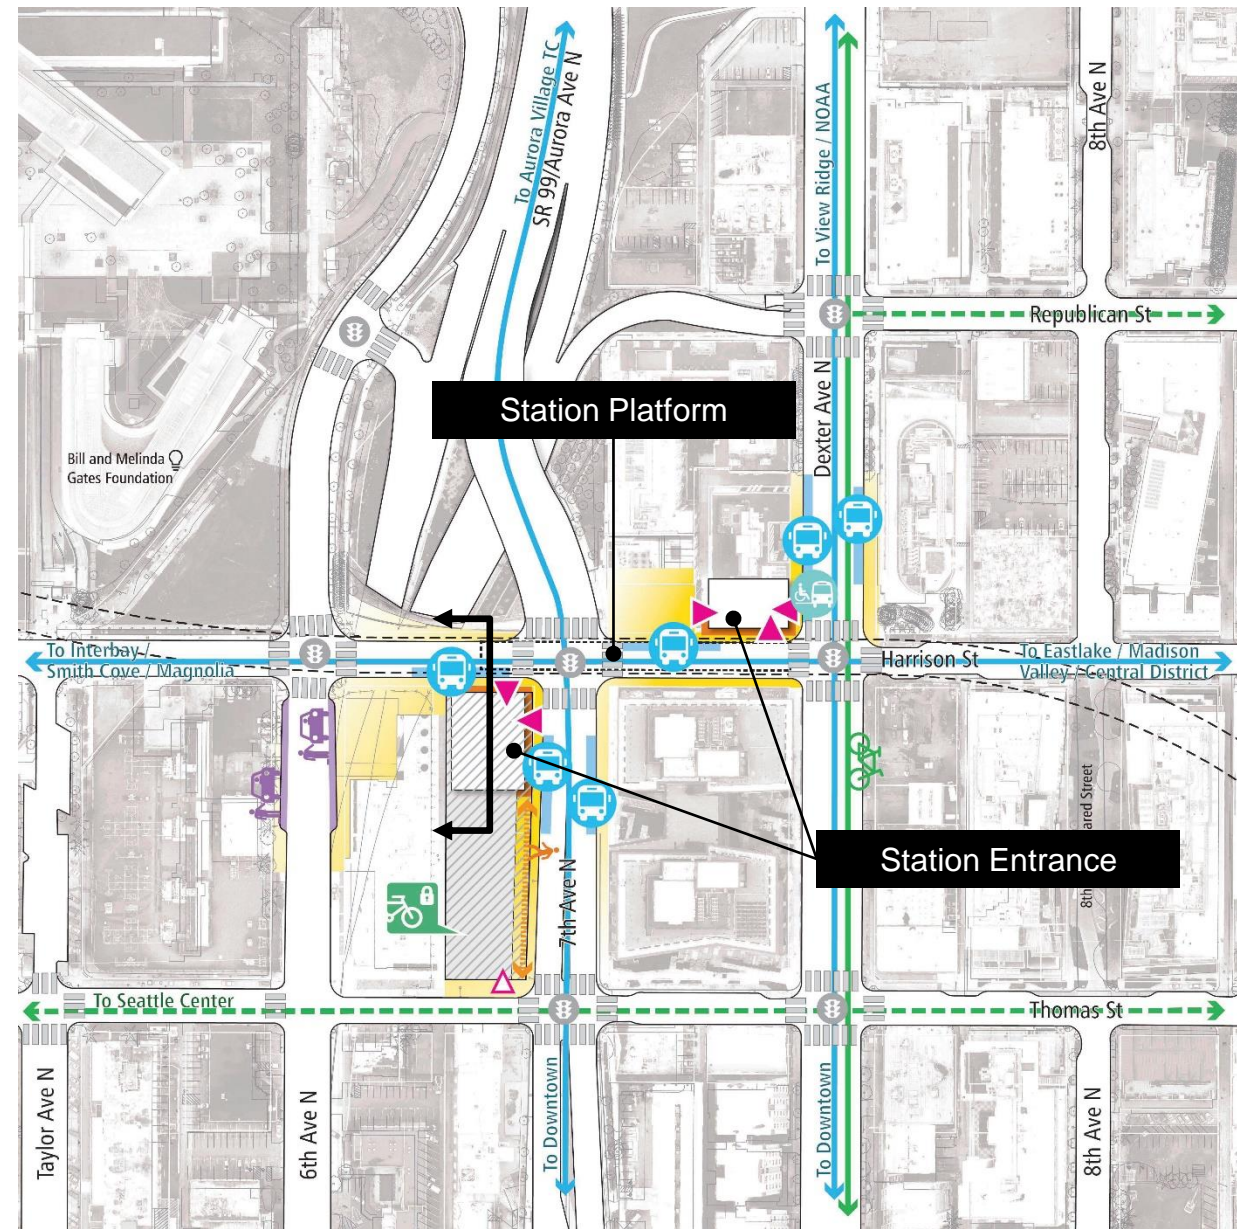 To Aurora Village TC
SR 99/Aurora Ave N
To View Ridge / NOAA
8th Ave N
Republican St
Station Platform
Dexter Ave N
Bill and Melinda
Gates Foundation
To Interbay /
Smith Cove / Magnolia
Harrison St
To Eastlake / Madison
Valley / Central District
Station Entrance
8th
ared Street
7th Ave N
To Seattle Center
Thomas St
Taylor Ave N
6th Ave N
To Downtown
To Downtown
8th Ave N